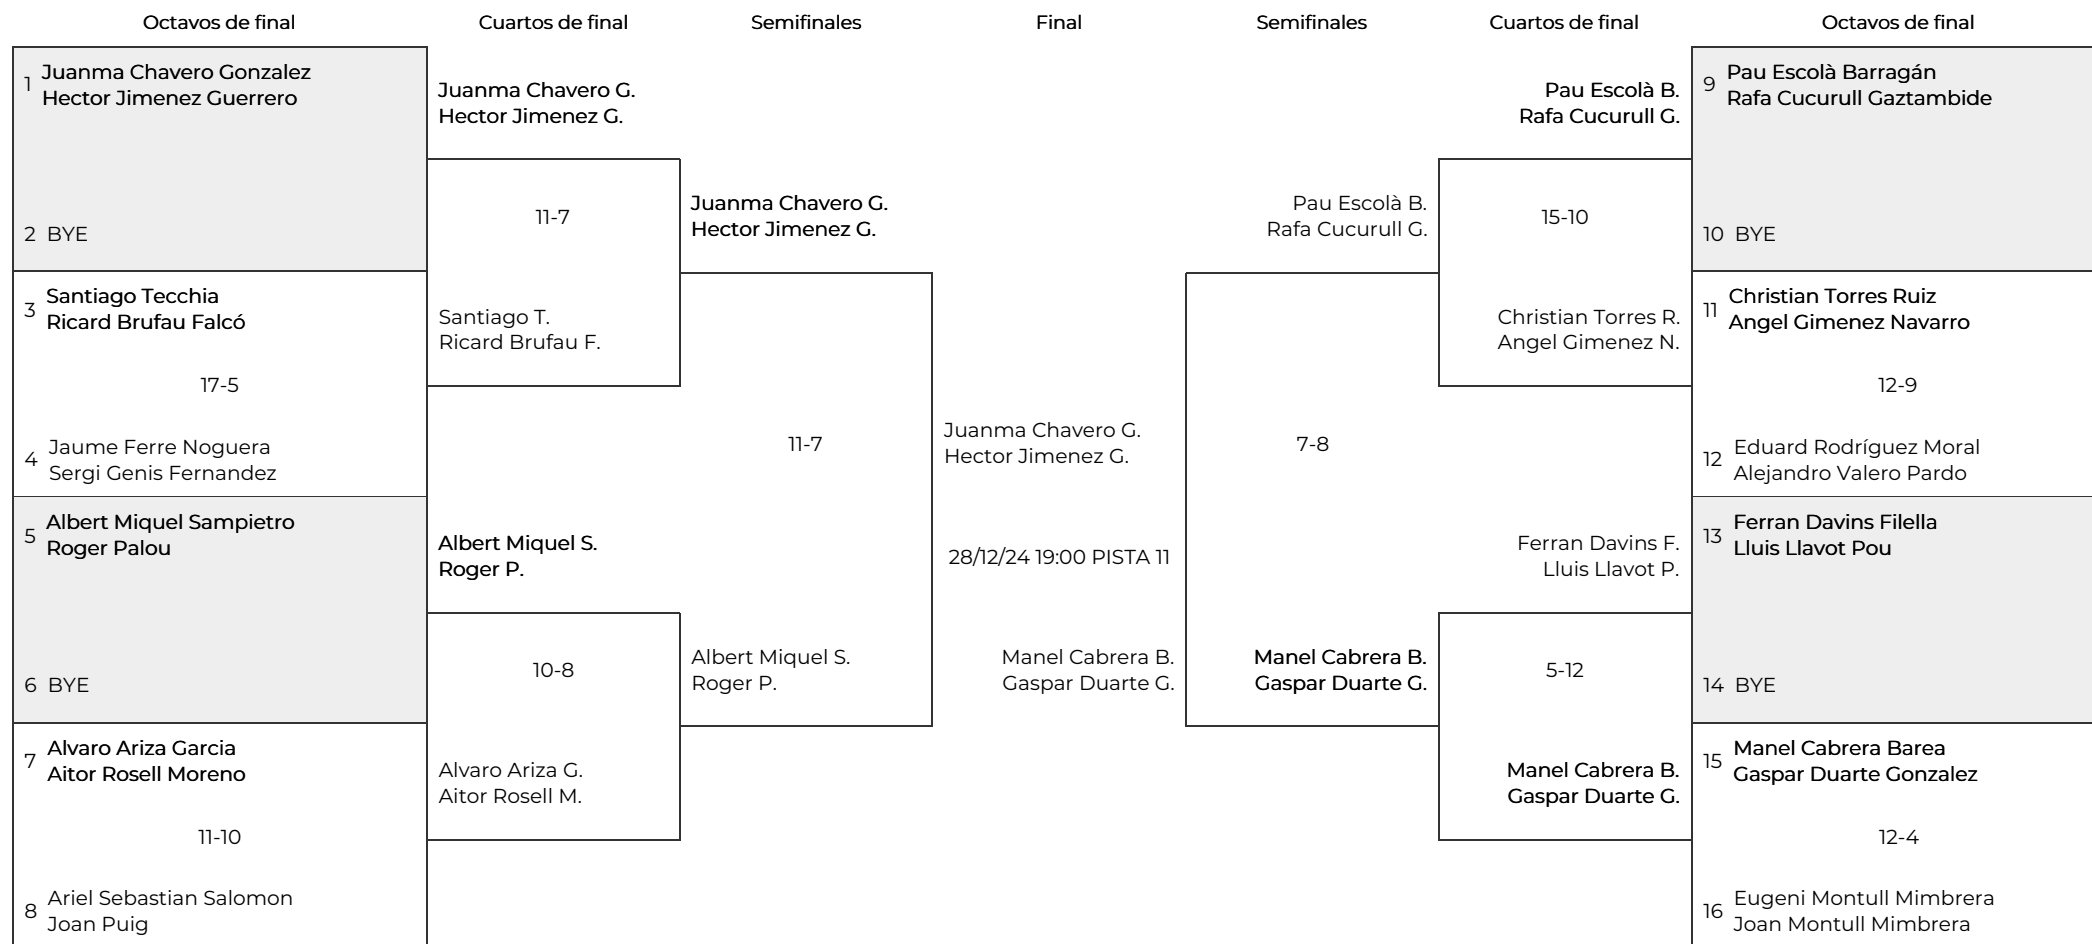 Octavos de final
Cuartos de final
Semifinales
Final
Semifinales
Cuartos de final
Octavos de final
1
Juanma Chavero Gonzalez
Hector Jimenez Guerrero
2 BYE
3
Santiago Tecchia
Ricard Brufau Falcó
17-5
4
Jaume Ferre Noguera
Sergi Genis Fernandez
5
Albert Miquel Sampietro
Roger Palou
6 BYE
7
Alvaro Ariza Garcia
Aitor Rosell Moreno
11-10
8
Ariel Sebastian Salomon
Joan Puig
Juanma Chavero G.
Hector Jimenez G.
11-7
Santiago T.
Ricard Brufau F.
Albert Miquel S.
Roger P.
10-8
Alvaro Ariza G.
Aitor Rosell M.
Juanma Chavero G.
Hector Jimenez G.
11-7
Albert Miquel S.
Roger P.
Juanma Chavero G.
Hector Jimenez G.
28/12/24 19:00 PISTA 11
Manel Cabrera B.
Gaspar Duarte G.
Pau Escolà B.
Rafa Cucurull G.
7-8
Manel Cabrera B.
Gaspar Duarte G.
Pau Escolà B.
Rafa Cucurull G.
15-10
Christian Torres R.
Angel Gimenez N.
Ferran Davins F.
Lluis Llavot P.
5-12
Manel Cabrera B.
Gaspar Duarte G.
9
Pau Escolà Barragán
Rafa Cucurull Gaztambide
10 BYE
11
Christian Torres Ruiz
Angel Gimenez Navarro
12-9
12
Eduard Rodríguez Moral
Alejandro Valero Pardo
13
Ferran Davins Filella
Lluis Llavot Pou
14 BYE
15
Manel Cabrera Barea
Gaspar Duarte Gonzalez
12-4
16
Eugeni Montull Mimbrera
Joan Montull Mimbrera